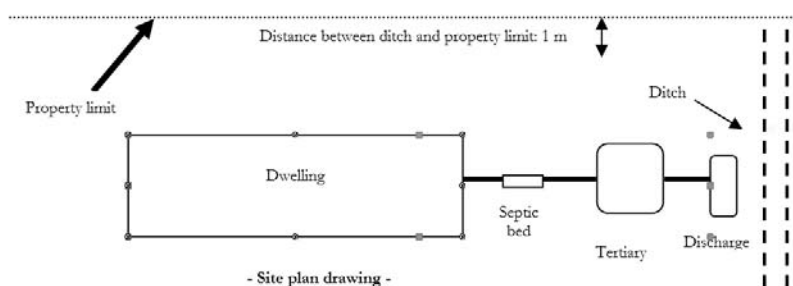 Distance between ditch and property limit: 1 m
Property limit
Ditch
Dwelling
Septic
bed
Tertiary
Discharge
- Site plan drawing -